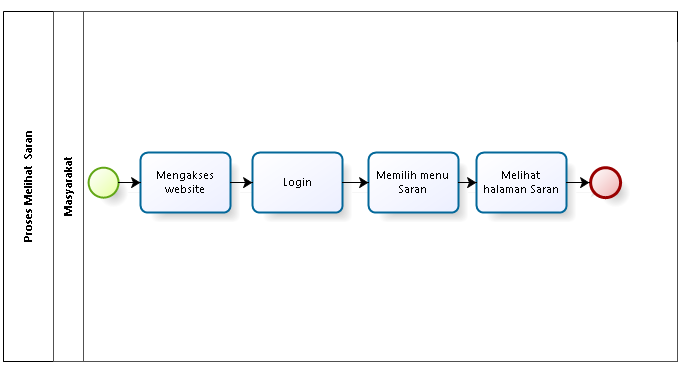 Proses Melihat Saran
Masyarakat
Mengakses
website
Login
Memilih menu
Saran
Melihat
halaman Saran